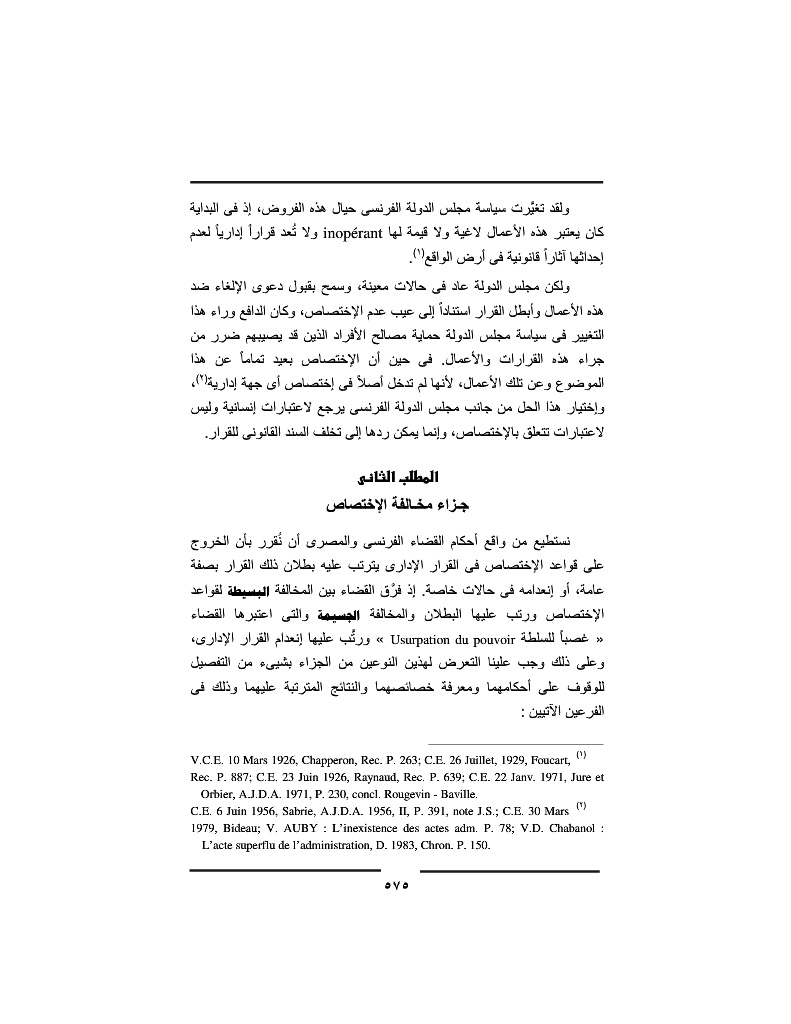 ولقد تغيَّرت سياسة مجلس الدولة الفرنسى حيال هذه الفروض، إذ فى البداية
كان يعتبر هذه الأعمال لاغية ولا قيمة لها inopérant ولا تُعد قراراً إدارياً لعدم
إحداثها آثاراً قانونية فى أرض الواقع(١).
ولكن مجلس الدولة عاد فى حالات معينة، وسمح بقبول دعوى الإلغاء ضد
هذه الأعمال وأبطل القرار استناداً إلى عيب عدم الإختصاص، وكان الدافع وراء هذا
التغيير فى سياسة مجلس الدولة حماية مصالح الأفراد الذين قد يصيبهم ضرر من
جراء هذه القرارات والأعمال. فى حين أن الإختصاص بعيد تماماً عن هذا
الموضوع وعن تلك الأعمال، لأنها لم تدخل أصلاً فى إختصاص أى جهة إدارية(٢)،
وإختيار هذا الحل من جانب مجلس الدولة الفرنسى يرجع لاعتبارات إنسانية وليس
لاعتبارات تتعلق بالإختصاص، وإنما يمكن ردها إلى تخلف السند القانونى للقرار.
المطلب الثانى
جزاء مخالفة الإختصاص
نستطيع من واقع أحكام القضاء الفرنسى والمصرى أن نُقرر بأن الخروج
على قواعد الإختصاص فى القرار الإدارى يترتب عليه بطلان ذلك القرار بصفة
عامة، أو إنعدامه فى حالات خاصة. إذ فرَّق القضاء بين المخالفة البسيطة لقواعد
الإختصاص ورتب عليها البطلان والمخالفة الجسيمة والتى اعتبرها القضاء
« غصباً للسلطة Usurpation du pouvoir » ورتُّب عليها إنعدام القرار الإدارى،
وعلى ذلك وجب علينا التعرض لهذين النوعين من الجزاء بشيىء من التفصيل
للوقوف على أحكامهما ومعرفة خصائصهما والنتائج المترتبة عليهما وذلك فى
الفرعين الآتيين :
(١) V.C.E. 10 Mars 1926, Chapperon, Rec. P. 263; C.E. 26 Juillet, 1929, Foucart,
Rec. P. 887; C.E. 23 Juin 1926, Raynaud, Rec. P. 639; C.E. 22 Janv. 1971, Jure et
Orbier, A.J.D.A. 1971, P. 230, concl. Rougevin - Baville.
(٢) C.E. 6 Juin 1956, Sabrie, A.J.D.A. 1956, II, P. 391, note J.S.; C.E. 30 Mars
1979, Bideau; V. AUBY : L'inexistence des actes adm. P. 78; V.D. Chabanol :
L'acte superflu de l'administration, D. 1983, Chron. P. 150.
٥٧٥